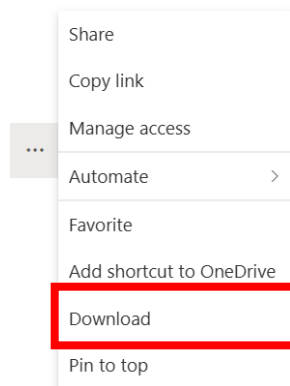 Share
Copy link
Manage access
...
Automate
Favorite
Add shortcut to OneDrive
Download
Pin to top